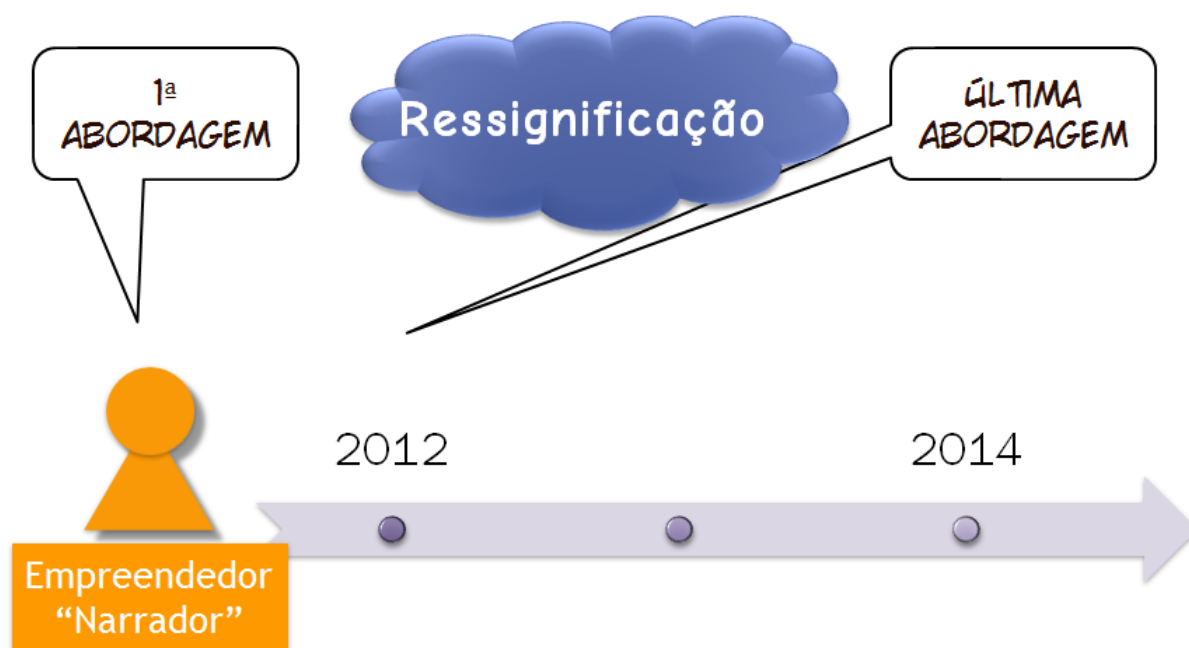 1ª
ABORDAGEM
Ressignificação
ÚLTIMA
ABORDAGEM
2012
2014
Empreendedor
“Narrador”